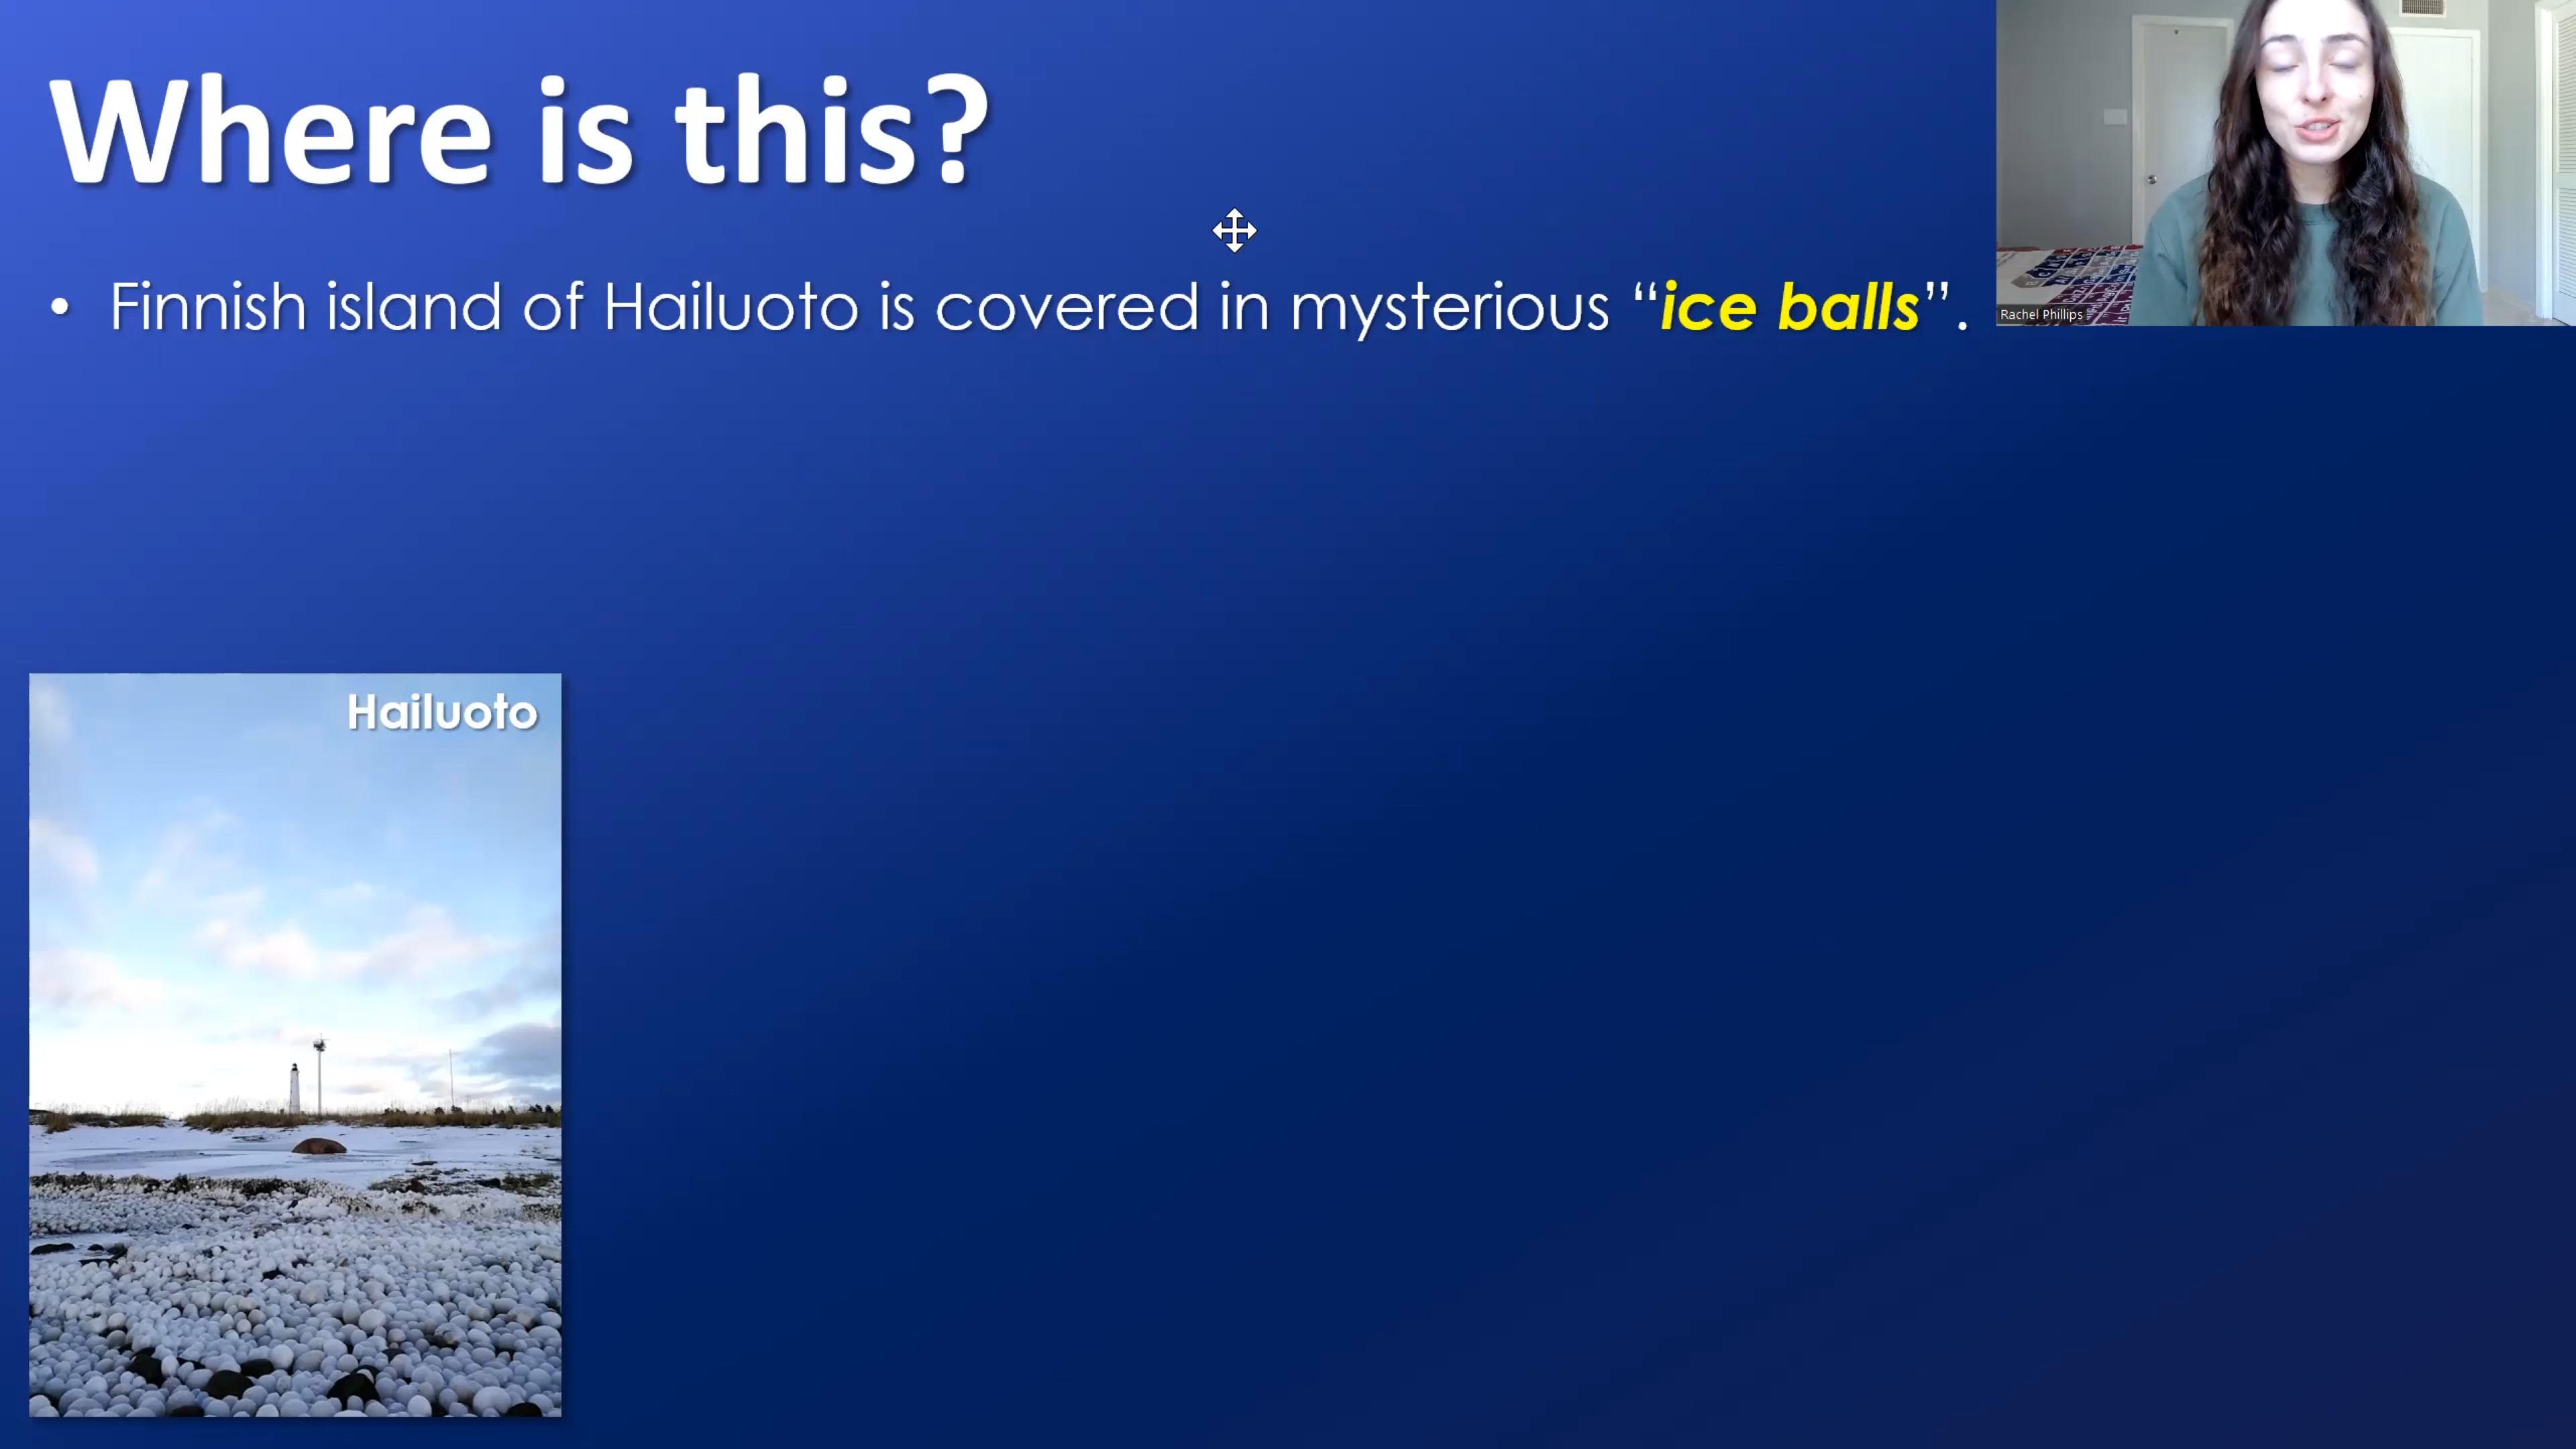 Where is this?
• Finnish island of Hailuoto is covered in mysterious “ice balls”.
Rachel Phillips
Hailuoto